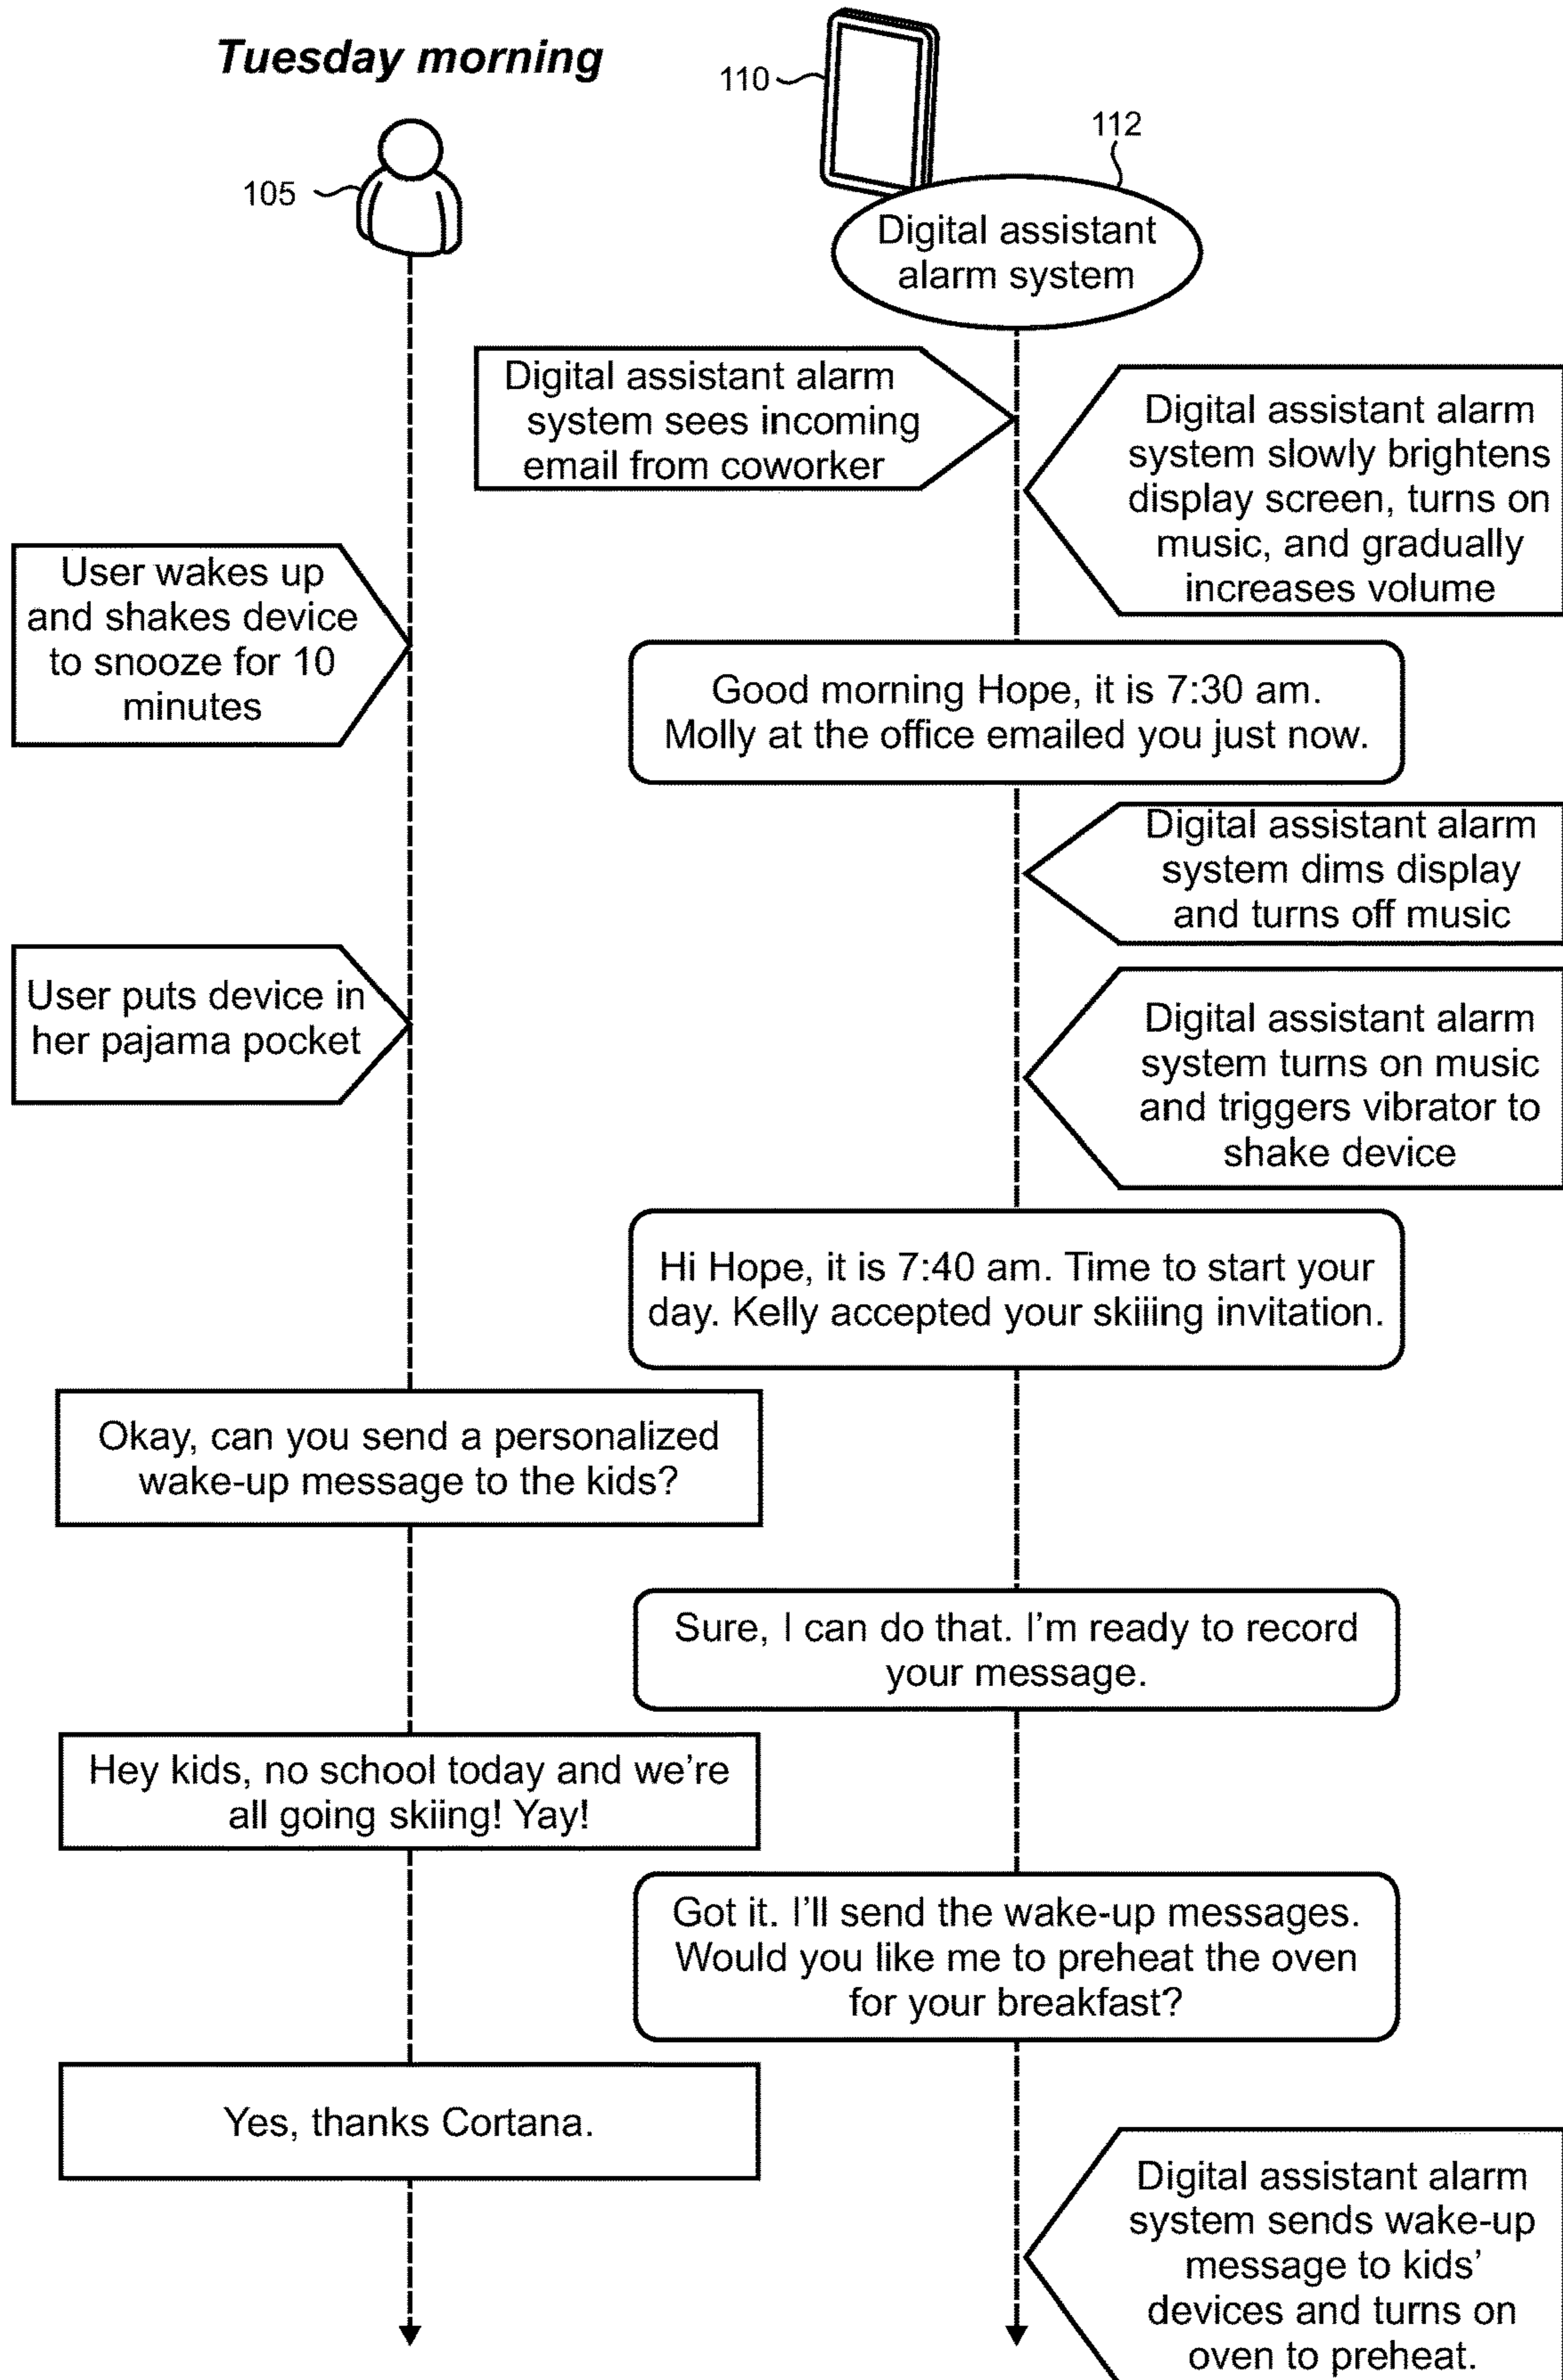 Tuesday morning
110
112
105
Digital assistant
alarm system
Digital assistant alarm
system sees incoming
email from coworker
Digital assistant alarm
system slowly brightens
display screen, turns on
music, and gradually
increases volume
User wakes up
and shakes device
to snooze for 10
minutes
Good morning Hope, it is 7:30 am.
Molly at the office emailed you just now.
Digital assistant alarm
system dims display
and turns off music
User puts device in
her pajama pocket
Digital assistant alarm
system turns on music
and triggers vibrator to
shake device
Hi Hope, it is 7:40 am. Time to start your
day. Kelly accepted your skiiing invitation.
Okay, can you send a personalized
wake-up message to the kids?
Sure, I can do that. I'm ready to record
your message.
Hey kids, no school today and we're
all going skiing! Yay!
Got it. I'll send the wake-up messages.
Would you like me to preheat the oven
for your breakfast?
Yes, thanks Cortana.
Digital assistant alarm
system sends wake-up
message to kids'
devices and turns on
oven to preheat.